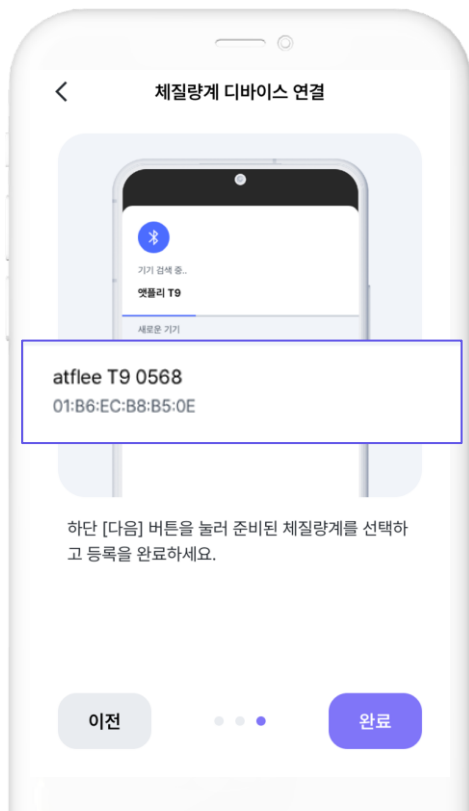 체질량계 디바이스 연결
기기 검색 중..
앳플리 T9
새로운 기기
atflee T9 0568
01:B6:EC:B8:B5:0E
하단 [다음] 버튼을 눌러 준비된 체질량계를 선택하
고 등록을 완료하세요.
이전
완료